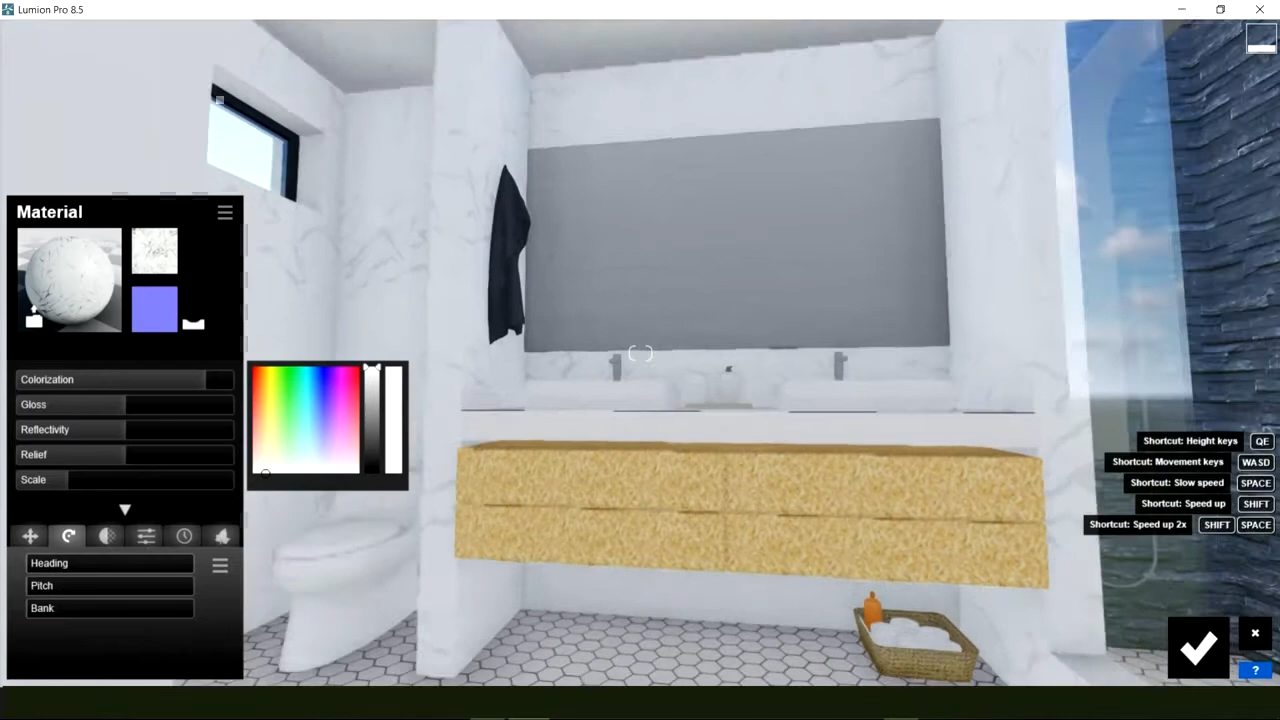 Lumion Pro 8.5
Material
Colorization
Gloss
Reflectivity
Relief
Scale
Heading
Pitch
Bank
Shortcut: Height keys QE
Shortcut: Movement keys WASD
Shortcut: Slow speed SPACE
Shortcut: Speed up SHIFT
Shortcut: Speed up 2x SHIFT SPACE
?